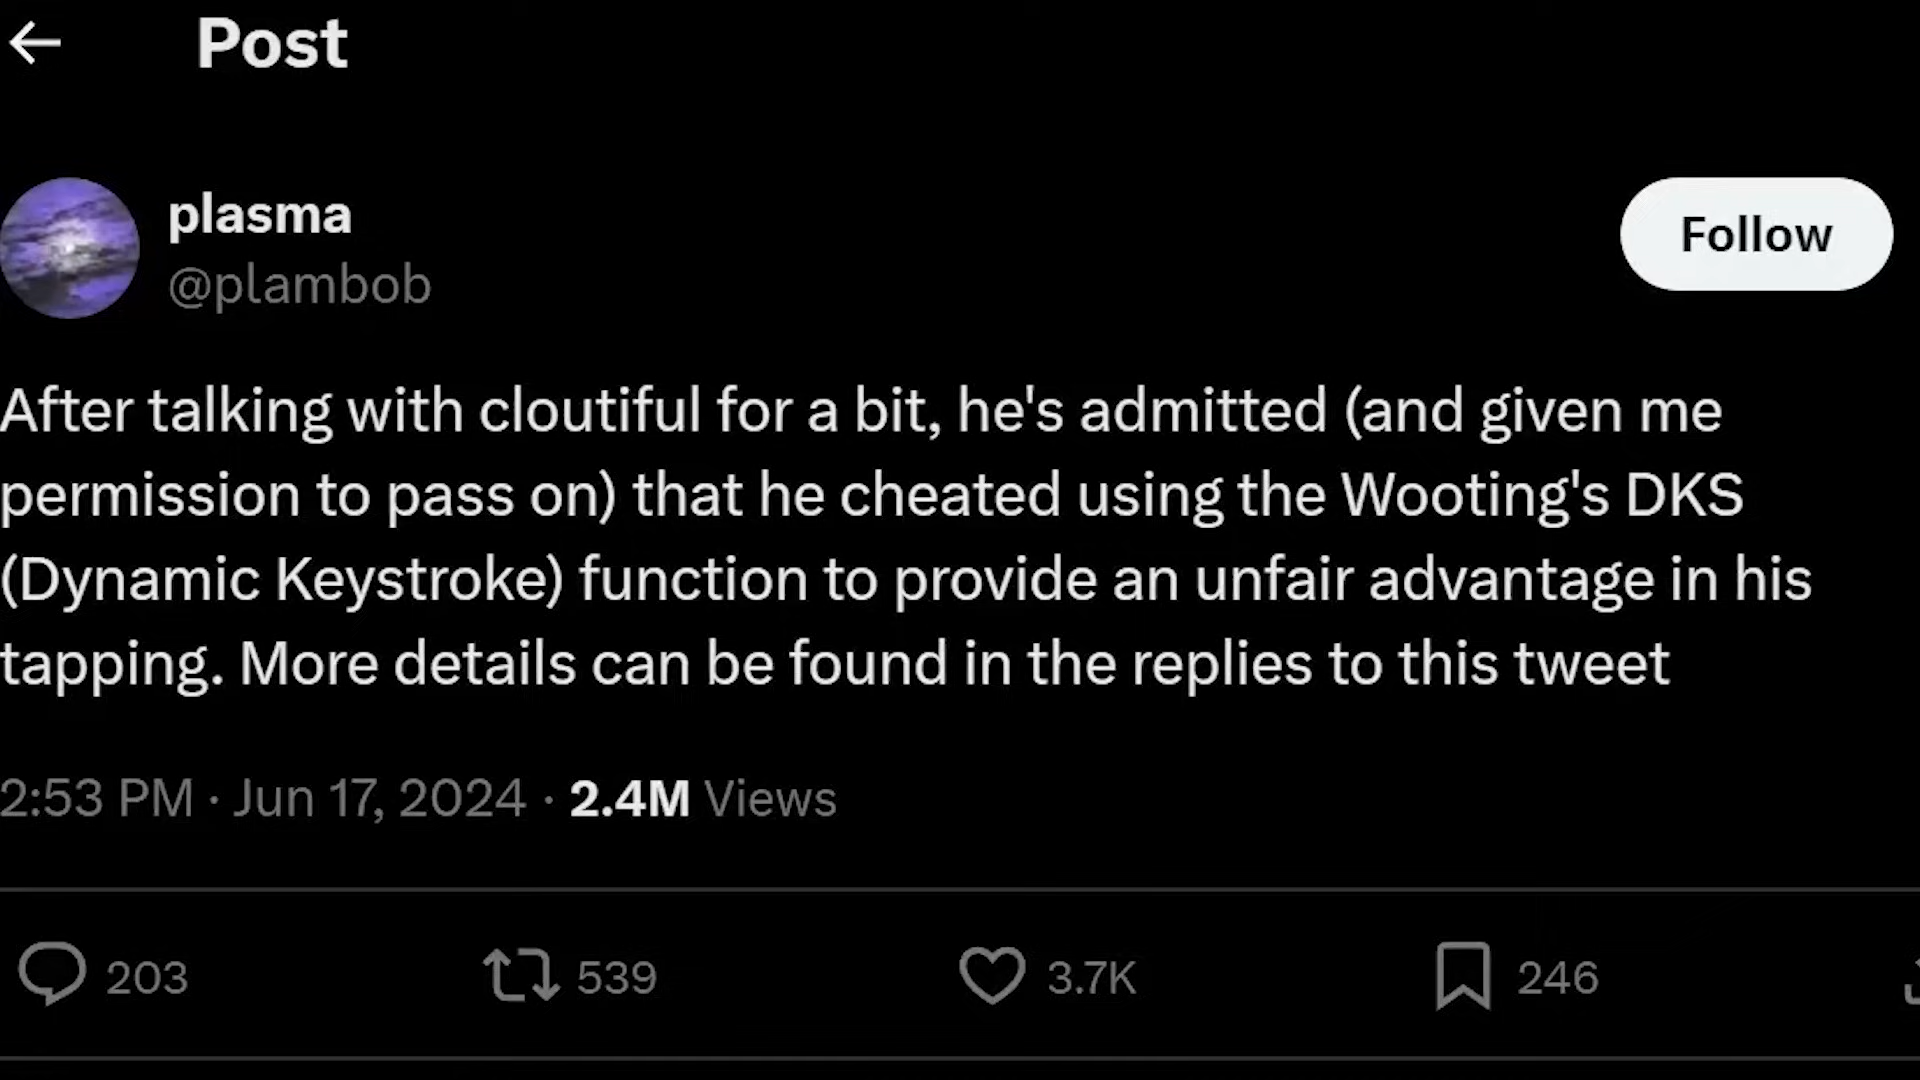 Post
plasma
@plambob
Follow
After talking with cloutiful for a bit, he's admitted (and given me
permission to pass on) that he cheated using the Wooting's DKS
(Dynamic Keystroke) function to provide an unfair advantage in his
tapping. More details can be found in the replies to this tweet
2:53 PM · Jun 17, 2024 · 2.4M Views
203 539 3.7K 246